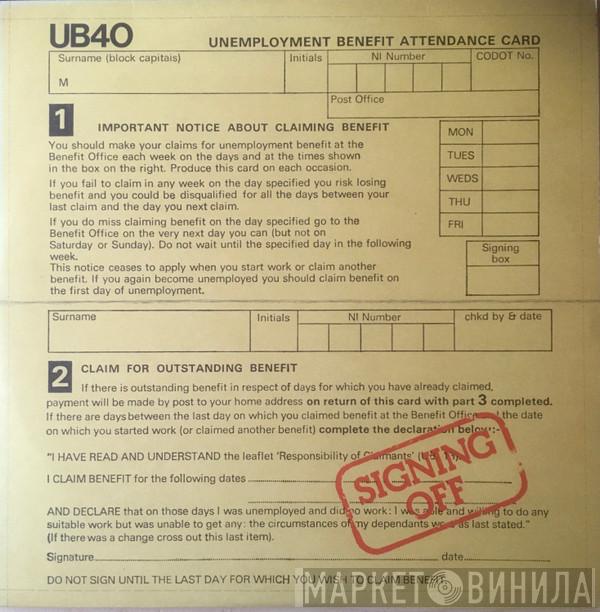 UB40
UNEMPLOYMENT BENEFIT ATTENDANCE CARD
Surname (block capitals)
Initials
NI Number
CODOT No.
M
Post Office
1
IMPORTANT NOTICE ABOUT CLAIMING BENEFIT
You should make your claims for unemployment benefit at the
Benefit Office each week on the days and at the times shown
in the box on the right. Produce this card on each occasion.
If you fail to claim in any week on the day specified you risk losing
benefit and you could be disqualified for all the days between your
last claim and the day you next claim.
If you do miss claiming benefit on the day specified go to the
Benefit Office on the very next day you can (but not on
Saturday or Sunday). Do not wait until the specified day in the following
week.
This notice ceases to apply when you start work or claim another
benefit. If you again become unemployed you should claim benefit on
the first day of unemployment.
MON
TUES
WEDS
THU
FRI
Signing
box
Surname
Initials
NI Number
chkd by & date
2
CLAIM FOR OUTSTANDING BENEFIT
If there is outstanding benefit in respect of days for which you have already claimed,
payment will be made by post to your home address on return of this card with part 3 completed.
If there are days between the last day on which you claimed benefit at the Benefit Office and the date
on which you started work (or claimed another benefit) complete the declaration below:-
"I HAVE READ AND UNDERSTAND the leaflet 'Responsibility of Claimants'
I CLAIM BENEFIT for the following dates
AND DECLARE that on those days I was unemployed and did no work: I was able and willing to do any
suitable work but was unable to get any: the circumstances of my dependants were as last stated."
(If there was a change cross out this last item).
Signature
date
DO NOT SIGN UNTIL THE LAST DAY FOR WHICH YOU WISH TO CLAIM BENEFIT.
SIGNING
OFF
МАРКЕТ ВИНИЛА